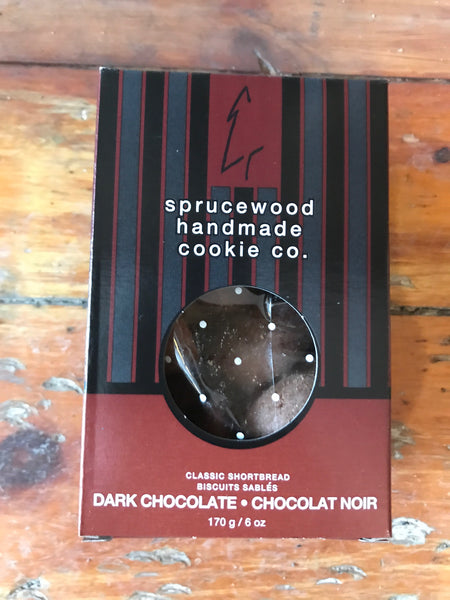 sprucewood
handmade
cookie co.
CLASSIC SHORTBREAD
BISCUITS SABLÉS
DARK CHOCOLATE • CHOCOLAT NOIR
170 g / 6 oz